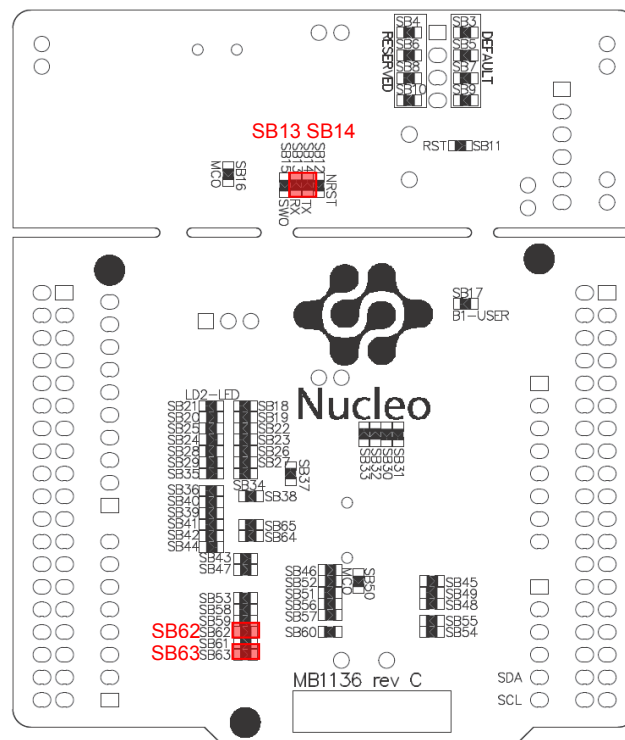 SB4
SB3
SB6
SB5
SB8
SB7
SB10
SB9
RESERVED
DEFAULT
SB13 SB14
SB15
SB13
SB14
SB12
RST
SB11
MCO
SB16
SWO
RX
TX
NRST
SB17
B1-USER
Nucleo
LD2-LED
SB21
SB18
SB20
SB19
SB25
SB22
SB24
SB23
SB28
SB26
SB29
SB27
SB35
SB37
SB33
SB32
SB30
SB31
SB34
SB36
SB38
SB40
SB39
SB41
SB65
SB42
SB64
SB44
SB43
SB47
SB46
SB52
SB51
SB56
SB57
SB60
MCO
SB50
SB45
SB49
SB48
SB55
SB54
SB53
SB58
SB59
SB62
SB62
SB61
SB63
SB63
MB1136 rev C
SDA
SCL